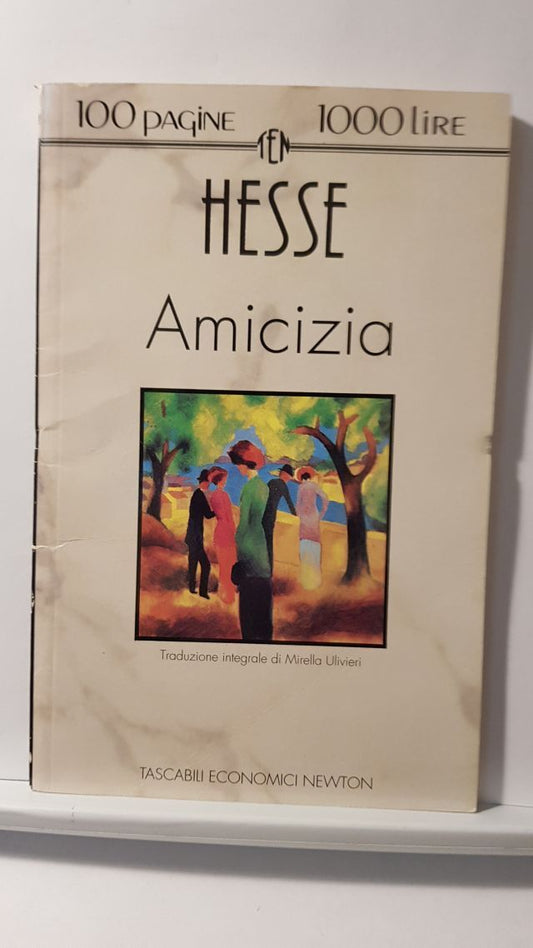 100 PAGINE 1000 LIRE
TEN
HESSE
Amicizia
Traduzione integrale di Mirella Ulivieri
TASCABILI ECONOMICI NEWTON